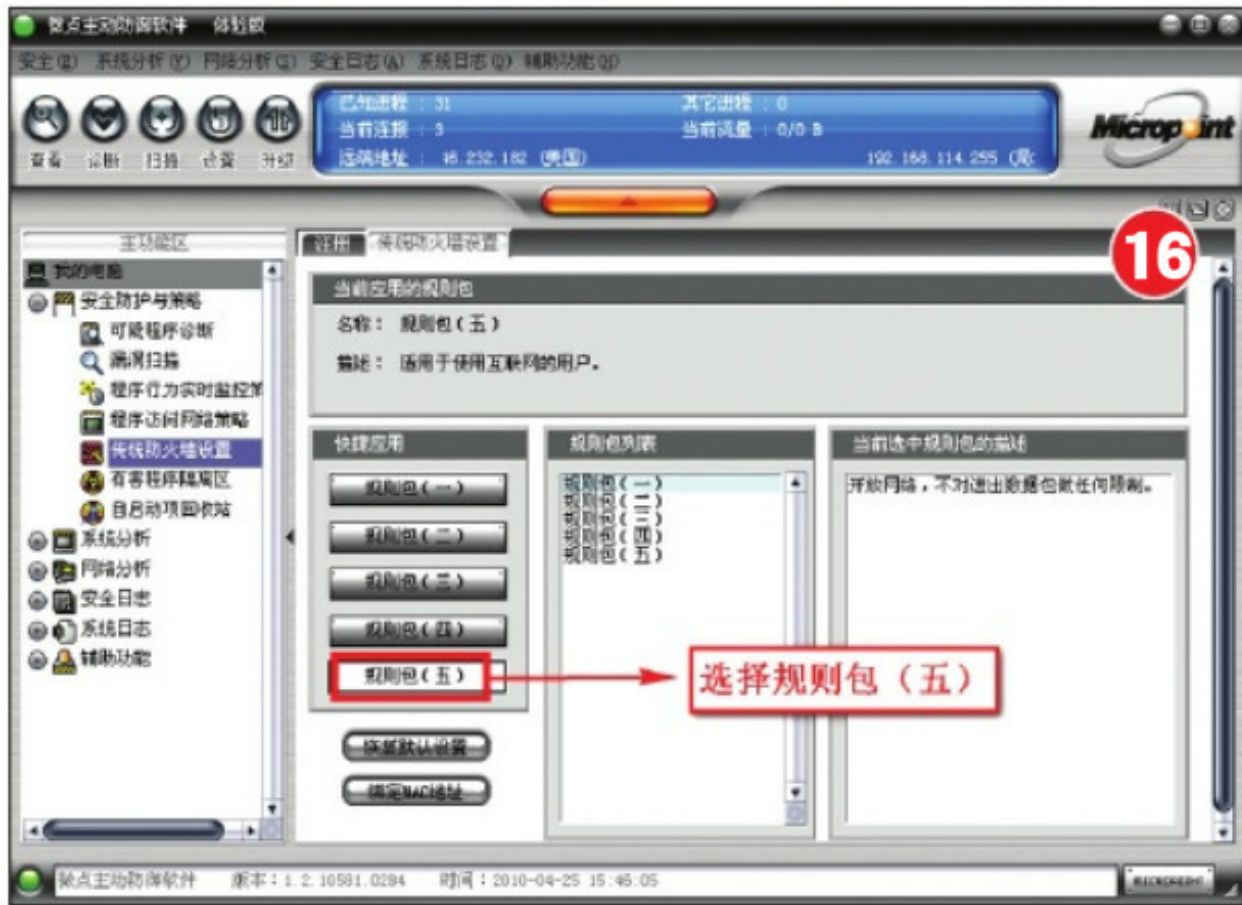 微点主动防御软件 体验版
安全(Z) 系统分析(Y) 网络分析(X) 安全日志(A) 系统日志(Q) 辅助功能(U)
已知进程 : 31 其它进程 : 0
当前连接 : 3 当前流量 : 0/0 B
远端地址 : 46.232.182 (美国) 192.168.114.255 (局
查看 诊断 扫描 设置 升级
Micropoint
16
主功能区
注册 传统防火墙设置
我的电脑
安全防护与策略
可疑程序诊断
漏洞扫描
程序行为实时监控策
程序访问网络策略
传统防火墙设置
有害程序隔离区
自启动项回收站
系统分析
网络分析
安全日志
系统日志
辅助功能
当前应用的规则包
名称: 规则包(五)
描述: 适用于使用互联网的用户。
快捷应用
规则包(一)
规则包(二)
规则包(三)
规则包(四)
规则包(五)
恢复默认设置
绑定MAC地址
规则包列表
规则包(一)
规则包(二)
规则包(三)
规则包(四)
规则包(五)
当前选中规则包的描述
开放网络,不对进出数据包做任何限制。
选择规则包(五)
微点主动防御软件 版本:1.2.10581.0284 时间:2010-04-25 15:46:05
MICROPOINT